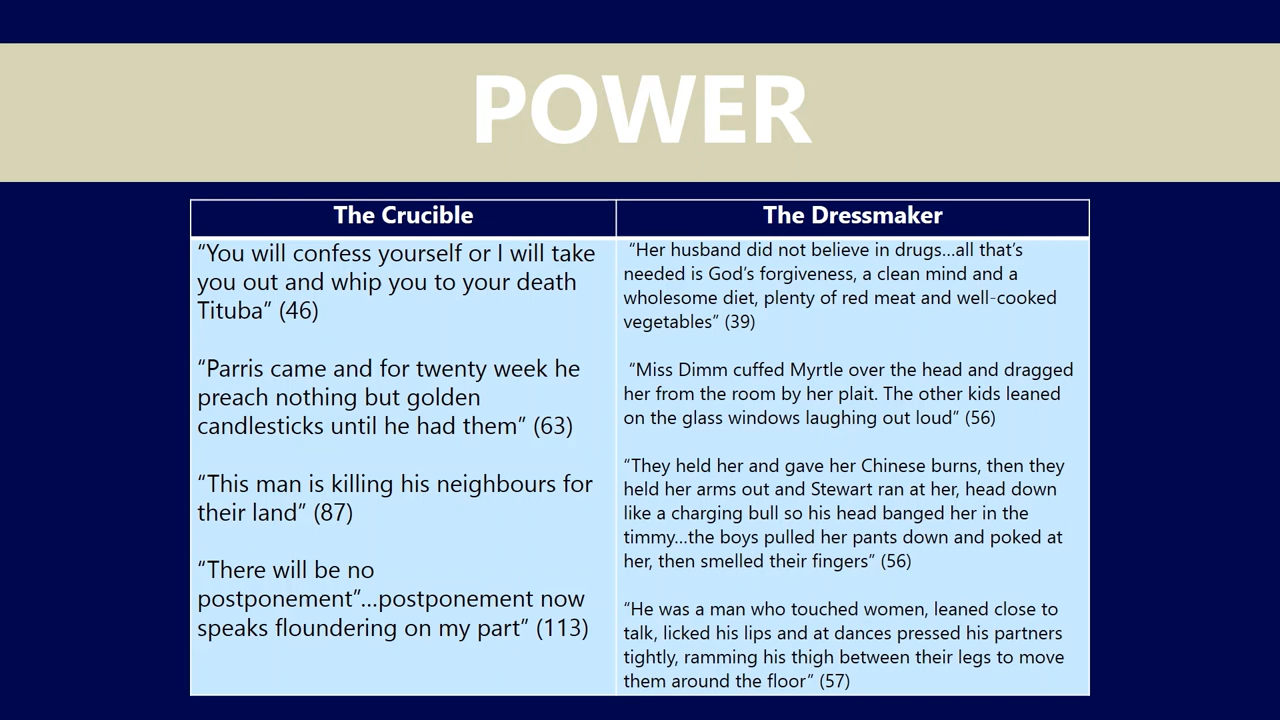 POWER
The Crucible
“You will confess yourself or I will take
you out and whip you to your death
Tituba” (46)
“Parris came and for twenty week he
preach nothing but golden
candlesticks until he had them” (63)
“This man is killing his neighbours for
their land” (87)
“There will be no
postponement”…postponement now
speaks floundering on my part” (113)
The Dressmaker
“Her husband did not believe in drugs…all that’s
needed is God’s forgiveness, a clean mind and a
wholesome diet, plenty of red meat and well-cooked
vegetables” (39)
“Miss Dimm cuffed Myrtle over the head and dragged
her from the room by her plait. The other kids leaned
on the glass windows laughing out loud” (56)
“They held her and gave her Chinese burns, then they
held her arms out and Stewart ran at her, head down
like a charging bull so his head banged her in the
timmy…the boys pulled her pants down and poked at
her, then smelled their fingers” (56)
“He was a man who touched women, leaned close to
talk, licked his lips and at dances pressed his partners
tightly, ramming his thigh between their legs to move
them around the floor” (57)